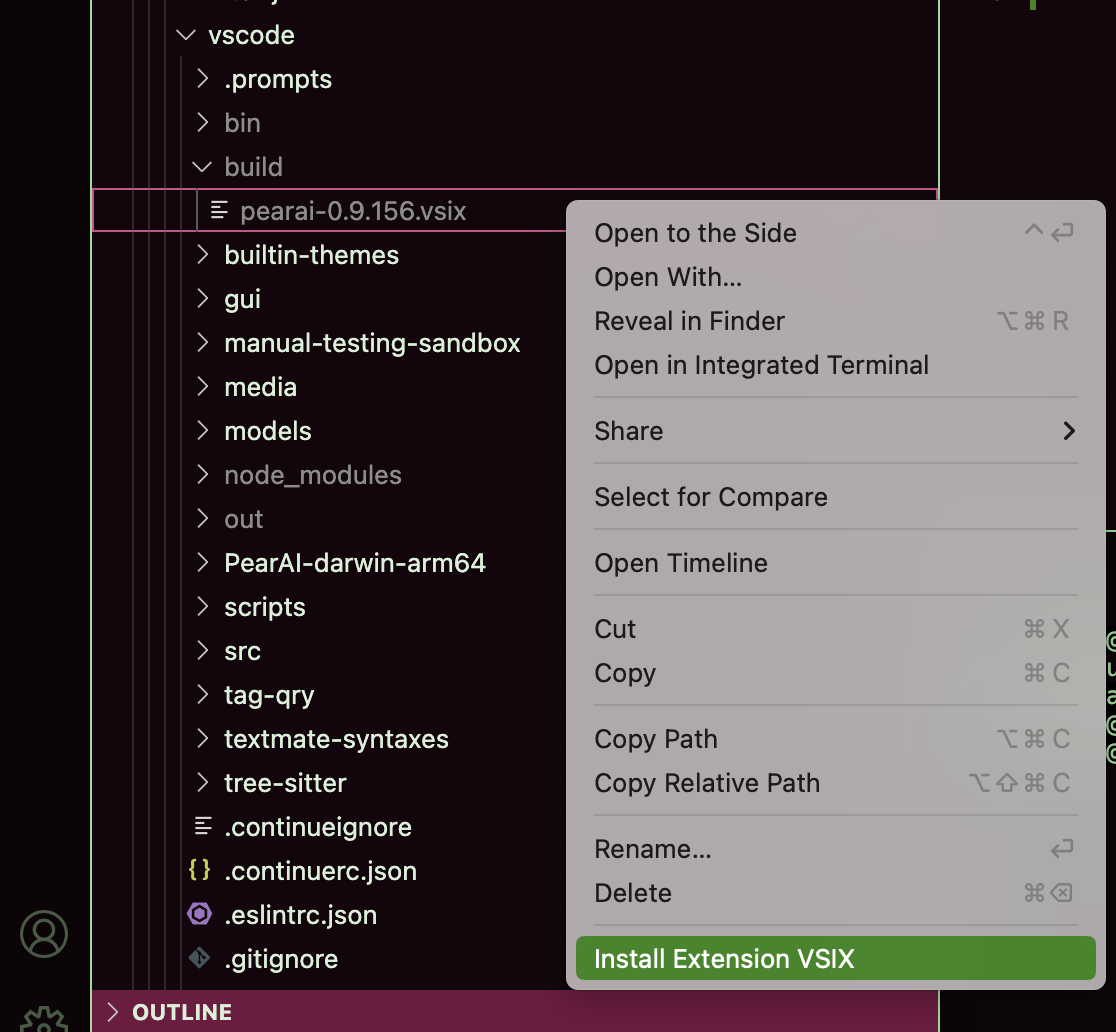 vscode
.prompts
bin
build
pearai-0.9.156.vsix
builtin-themes
gui
manual-testing-sandbox
media
models
node_modules
out
PearAI-darwin-arm64
scripts
src
tag-qry
textmate-syntaxes
tree-sitter
.continueignore
{} .continuerc.json
.eslintrc.json
.gitignore
OUTLINE
Open to the Side ⌃↩
Open With...
Reveal in Finder ⌥⌘R
Open in Integrated Terminal
Share
Select for Compare
Open Timeline
Cut ⌘X
Copy ⌘C
Copy Path ⌥⌘C
Copy Relative Path ⌥⇧⌘C
Rename... ↩
Delete ⌘⌫
Install Extension VSIX